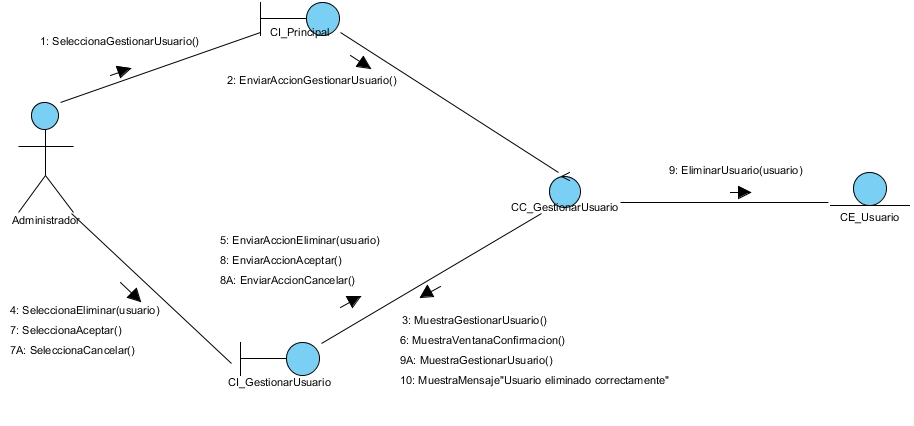 CI_Principal
1: SeleccionaGestionarUsuario()
2: EnviarAccionGestionarUsuario()
9: EliminarUsuario(usuario)
CC_GestionarUsuario
CE_Usuario
Administrador
5: EnviarAccionEliminar(usuario)
8: EnviarAccionAceptar()
8A: EnviarAccionCancelar()
4: SeleccionaEliminar(usuario)
7: SeleccionaAceptar()
7A: SeleccionaCancelar()
3: MuestraGestionarUsuario()
6: MuestraVentanaConfirmacion()
9A: MuestraGestionarUsuario()
10: MuestraMensaje"Usuario eliminado correctamente"
CI_GestionarUsuario